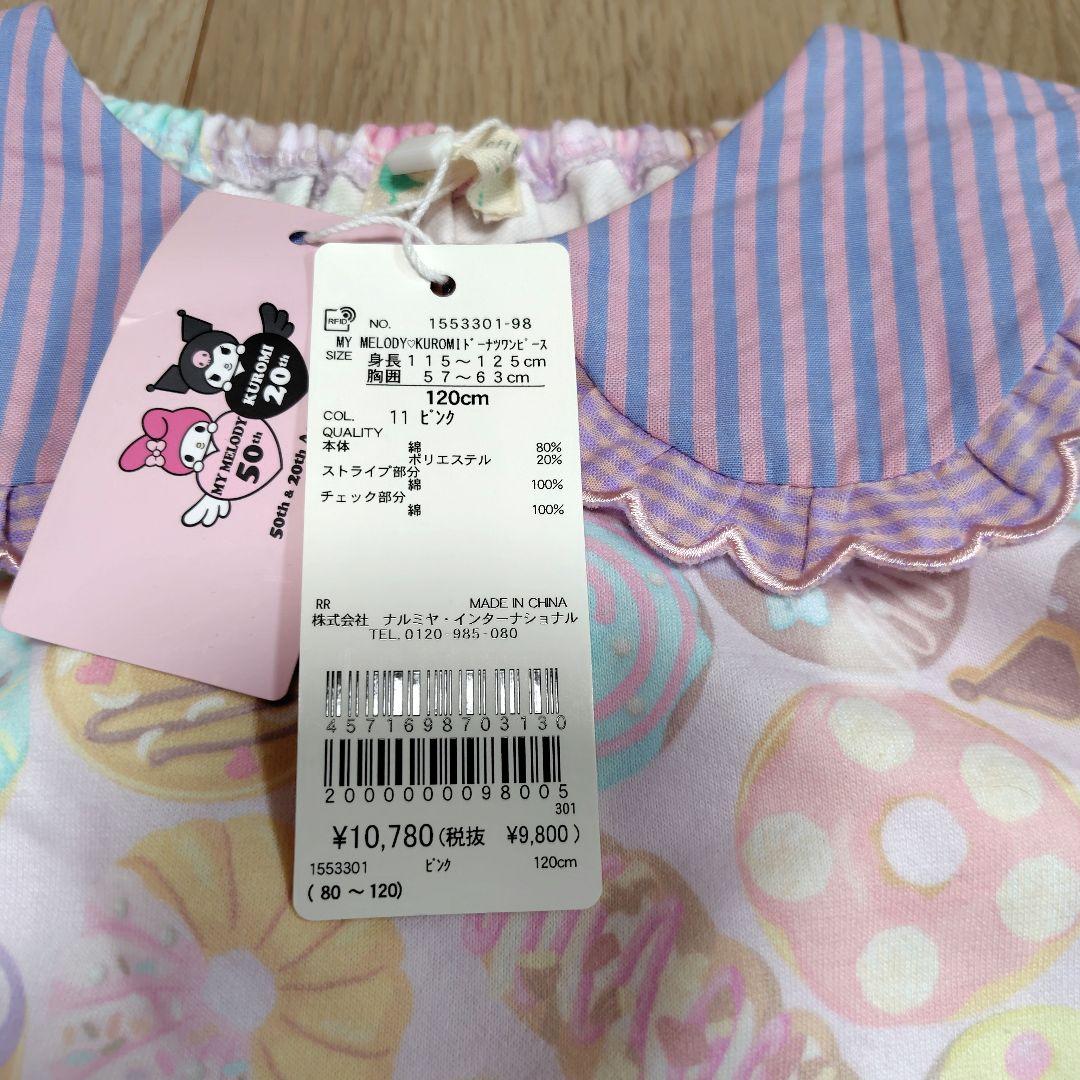 KUROMI
20th
MY MELODY
50th
50th & 20th A
RFID
NO. 1553301-98
MY MELODY♡KUROMIドーナツワンピース
SIZE
身長115～125cm
胸囲 57～63cm
120cm
COL. 11 ピンク
QUALITY
本体 綿 80%
ポリエステル 20%
ストライプ部分
綿 100%
チェック部分
綿 100%
RR MADE IN CHINA
株式会社 ナルミヤ・インターナショナル
TEL.0120-985-080
4571698703130
2000000098005
301
¥10,780(税抜 ¥9,800)
1553301 ピンク 120cm
(80～120)